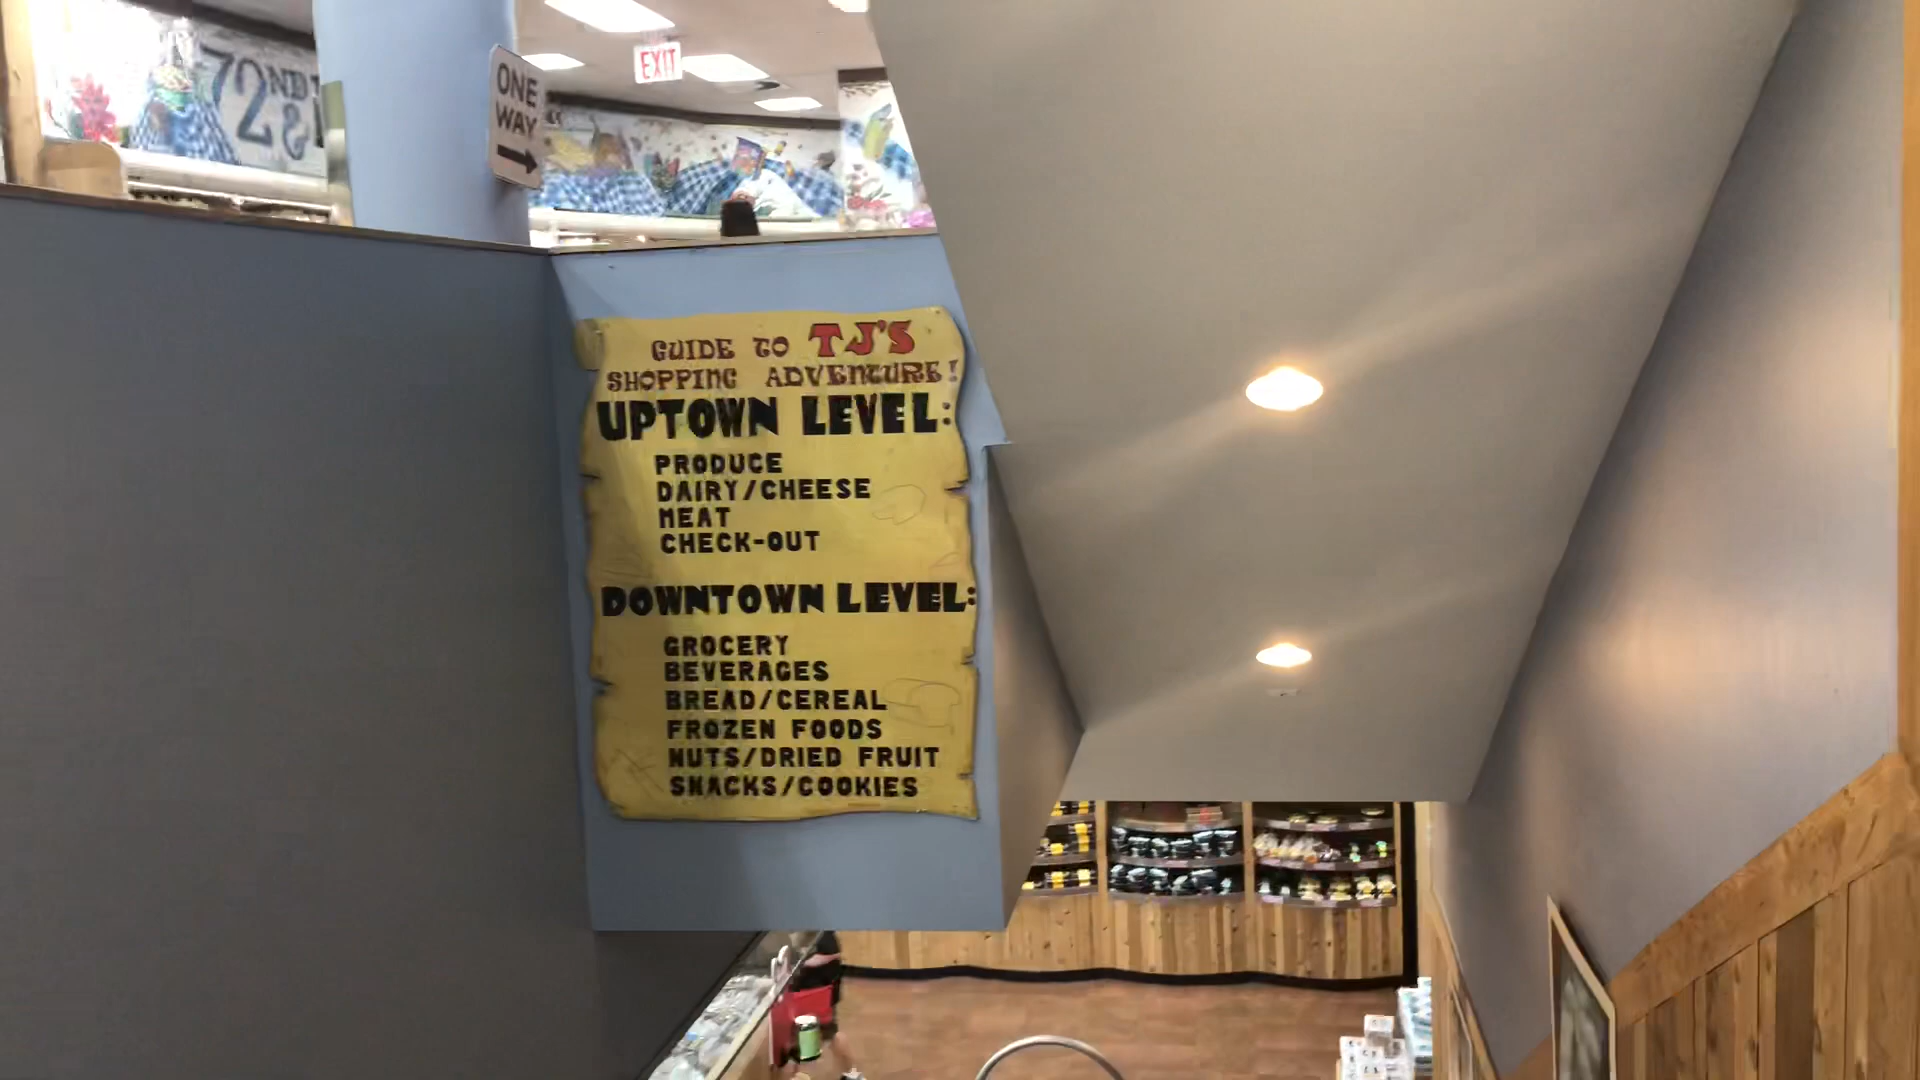 72ND
&
EXIT
ONE
WAY
GUIDE TO TJ'S
SHOPPING ADVENTURE!
UPTOWN LEVEL:
PRODUCE
DAIRY/CHEESE
MEAT
CHECK-OUT
DOWNTOWN LEVEL:
GROCERY
BEVERAGES
BREAD/CEREAL
FROZEN FOODS
NUTS/DRIED FRUIT
SNACKS/COOKIES